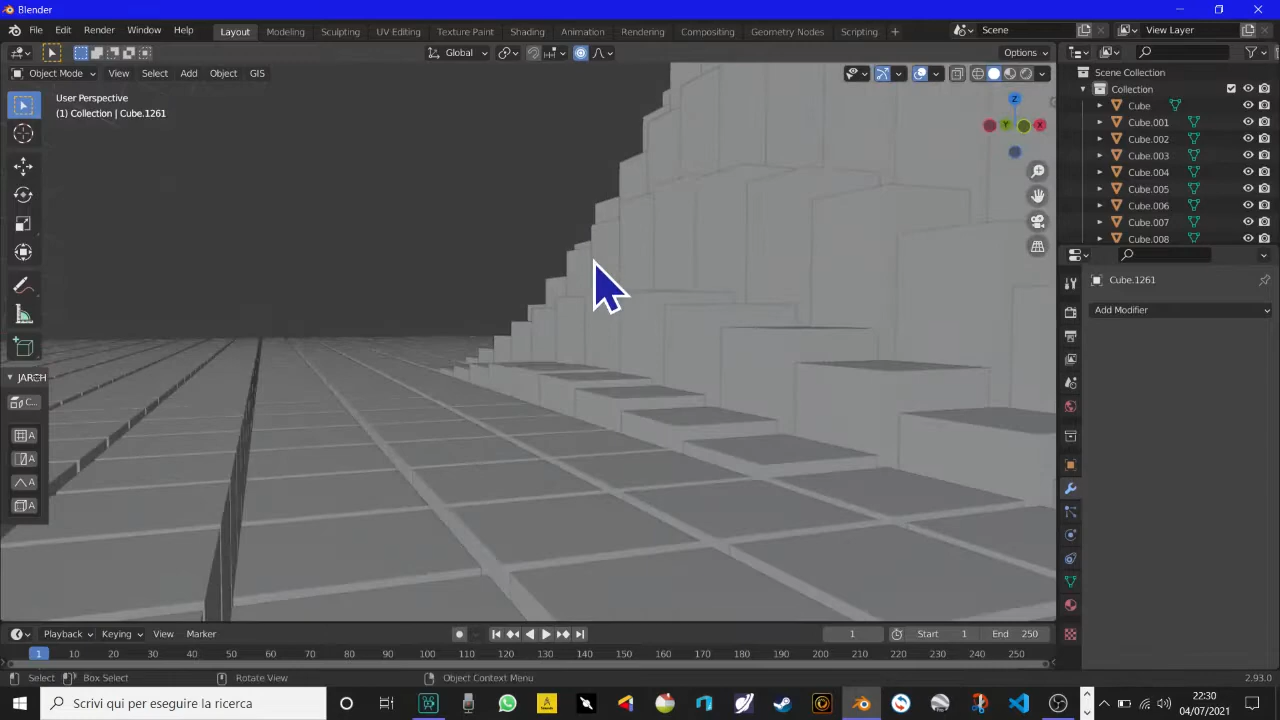 Blender
File Edit Render Window Help Layout Modeling Sculpting UV Editing Texture Paint Shading Animation Rendering Compositing Geometry Nodes Scripting + Scene View Layer
Global Options
Object Mode View Select Add Object GIS
Scene Collection
Collection
Cube
Cube.001
Cube.002
Cube.003
Cube.004
Cube.005
Cube.006
Cube.007
Cube.008
User Perspective
(1) Collection | Cube.1261
Z
Y
X
JARCH
C...
A
A
A
A
Cube.1261
Add Modifier
Playback Keying View Marker 1 Start 1 End 250
1 10 20 30 40 50 60 70 80 90 100 110 120 130 140 150 160 170 180 190 200 210 220 230 240 250
Select Box Select Rotate View Object Context Menu 2.93.0
Scrivi qui per eseguire la ricerca
22:30
04/07/2021